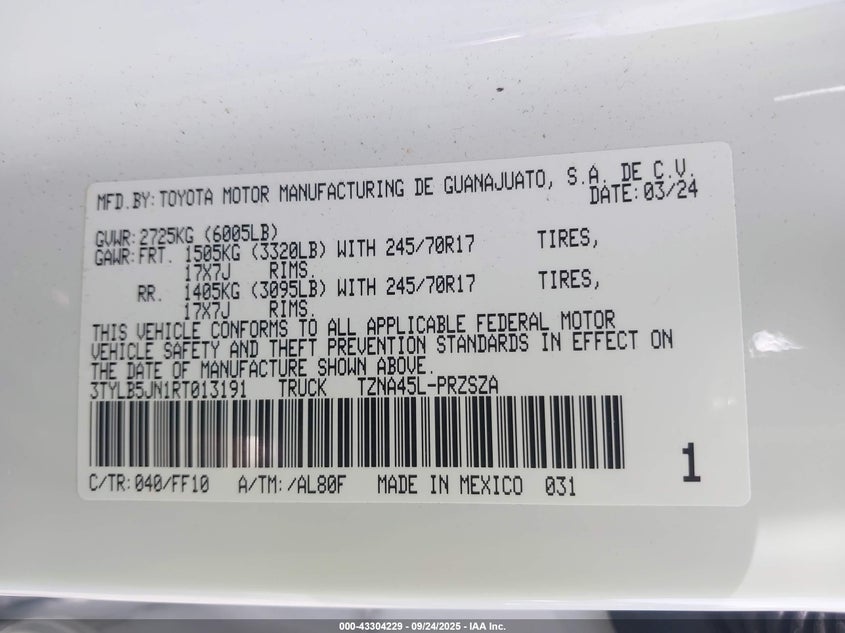 MFD.BY:TOYOTA MOTOR MANUFACTURING DE GUANAJUATO, S.A. DE C.V.
DATE:03/24
GVWR:2725KG (6005LB)
GAWR:FRT. 1505KG (3320LB) WITH 245/70R17 TIRES,
17X7J RIMS.
RR. 1405KG (3095LB) WITH 245/70R17 TIRES,
17X7J RIMS.
THIS VEHICLE CONFORMS TO ALL APPLICABLE FEDERAL MOTOR
VEHICLE SAFETY AND THEFT PREVENTION STANDARDS IN EFFECT ON
THE DATE OF MANUFACTURE SHOWN ABOVE.
3TYLB5JN1RT013191 TRUCK TZNA45L-PRZSZA
C/TR:040/FF10 A/TM:/AL80F MADE IN MEXICO 031
1
000-43304229 - 09/24/2025 - IAA Inc.